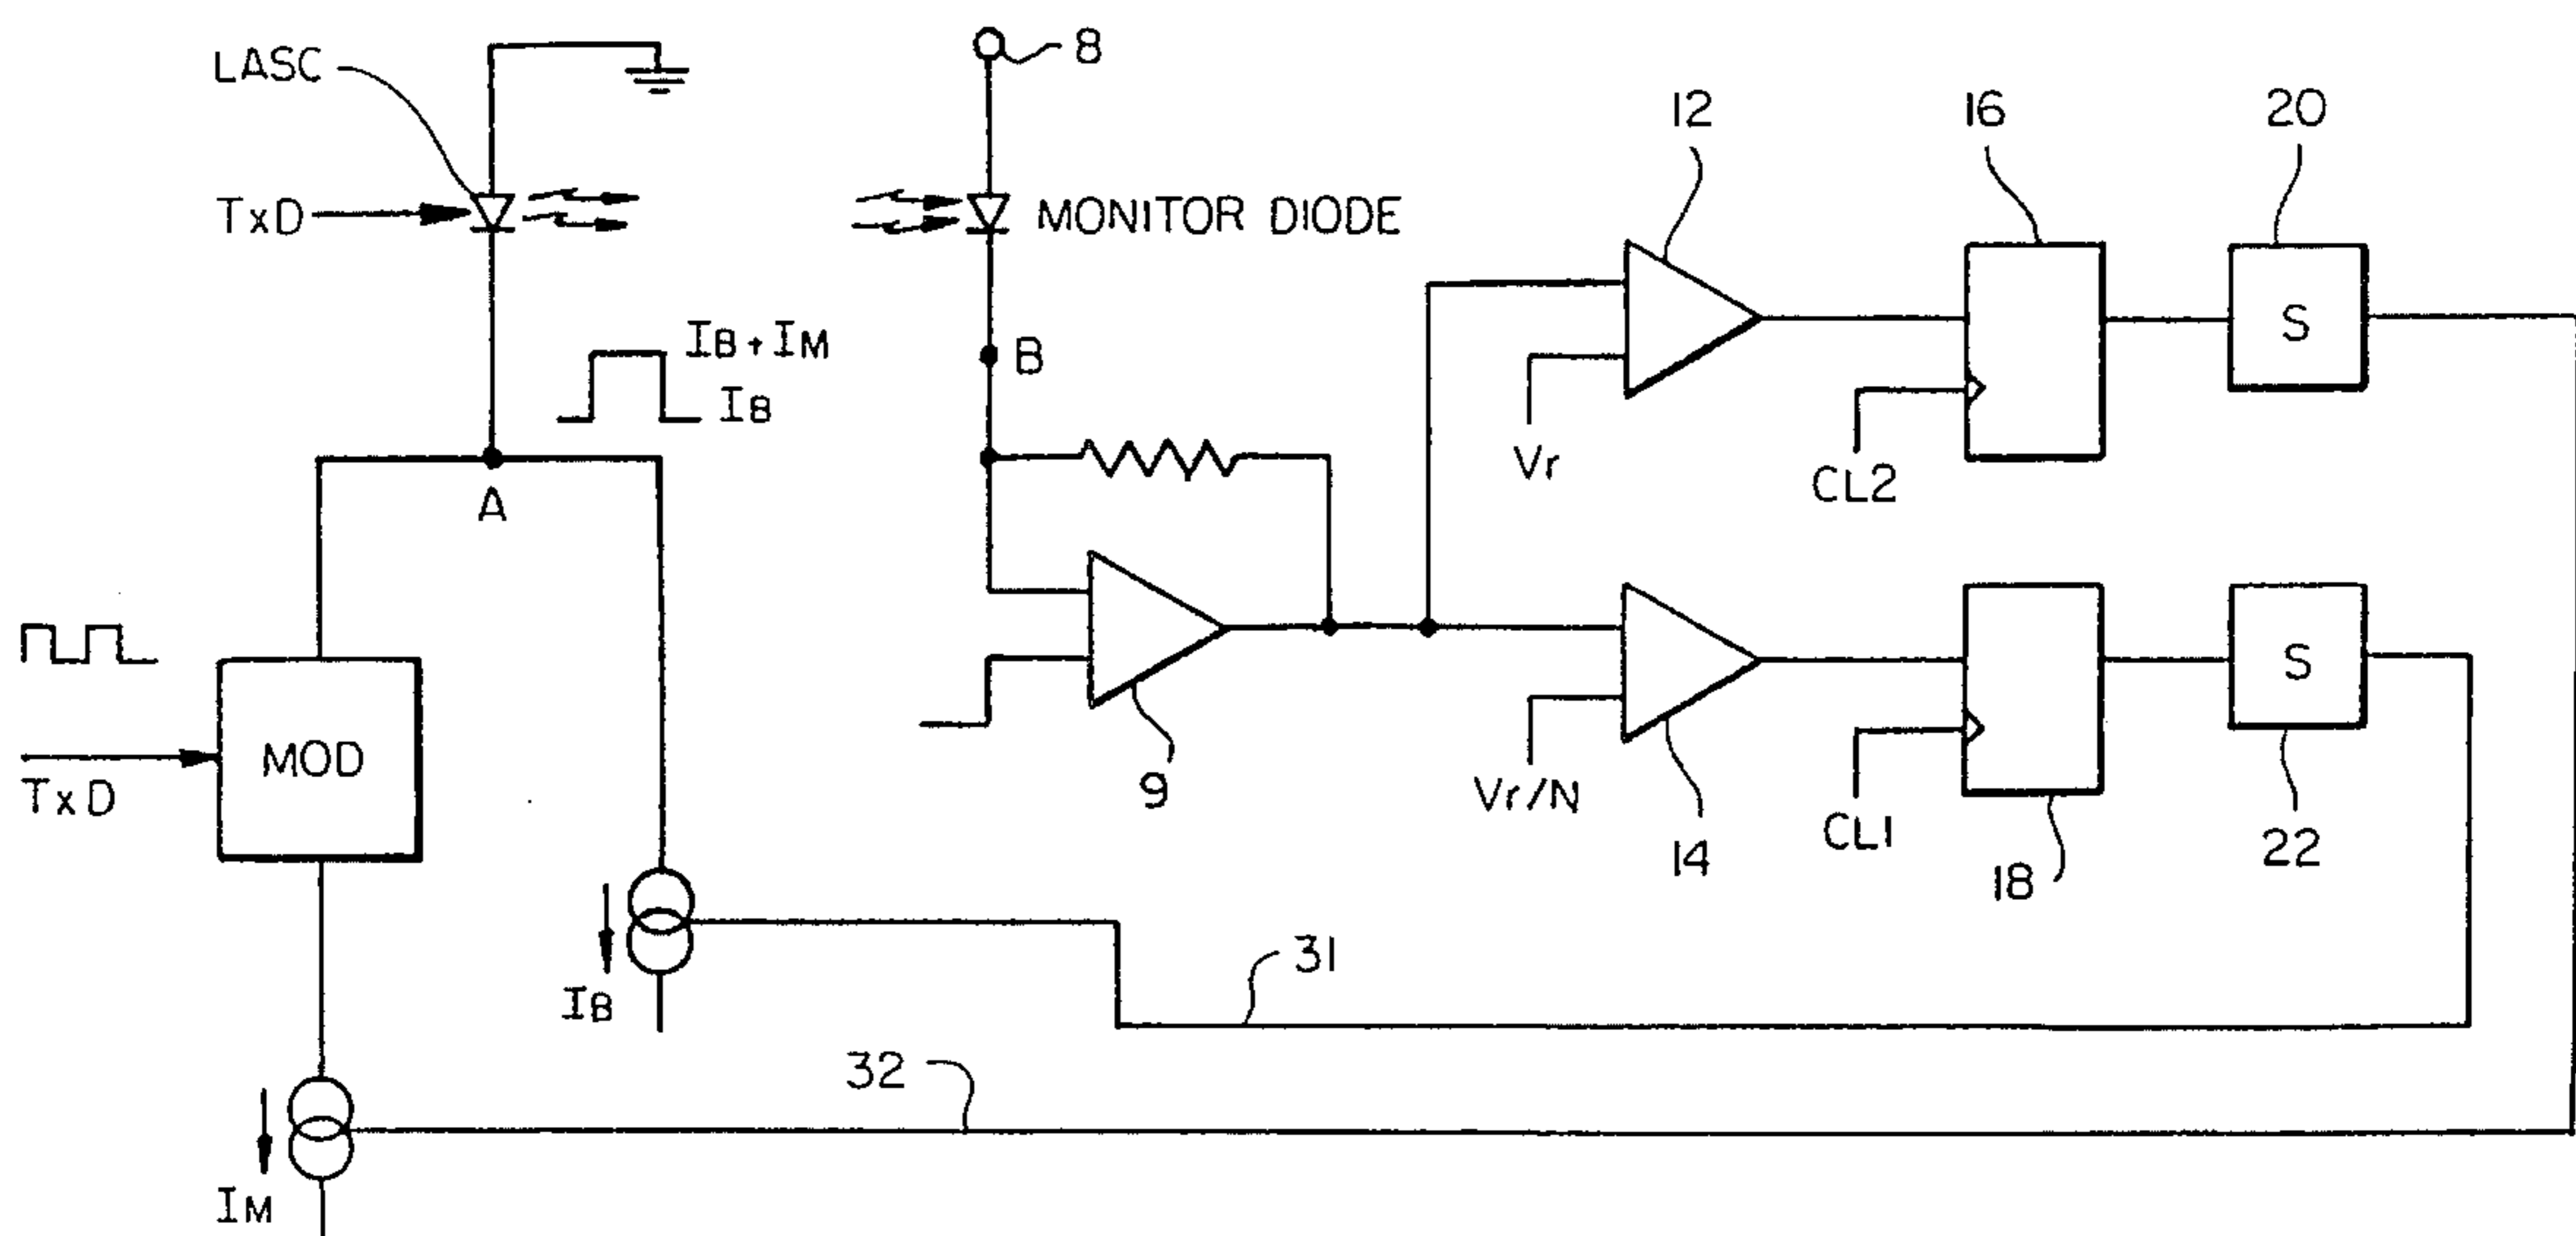 LASC
8
12
16
20
TxD
MONITOR DIODE
IB + IM
IB
B
S
Vr
CL2
A
MOD
TxD
9
Vr/N
14
CL1
18
S
22
IB
31
32
IM